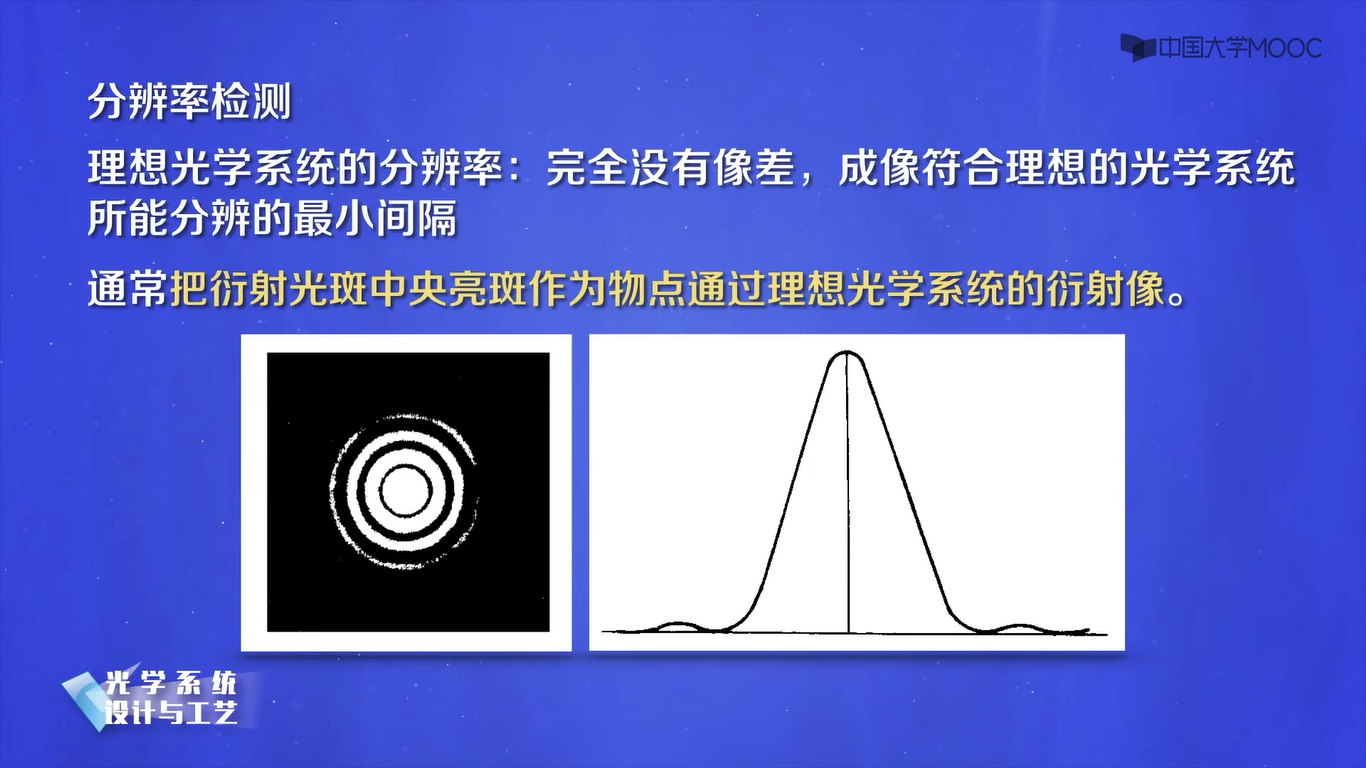 中国大学MOOC
分辨率检测
理想光学系统的分辨率：完全没有像差，成像符合理想的光学系统
所能分辨的最小间隔
通常把衍射光斑中央亮斑作为物点通过理想光学系统的衍射像。
光学系统
设计与工艺